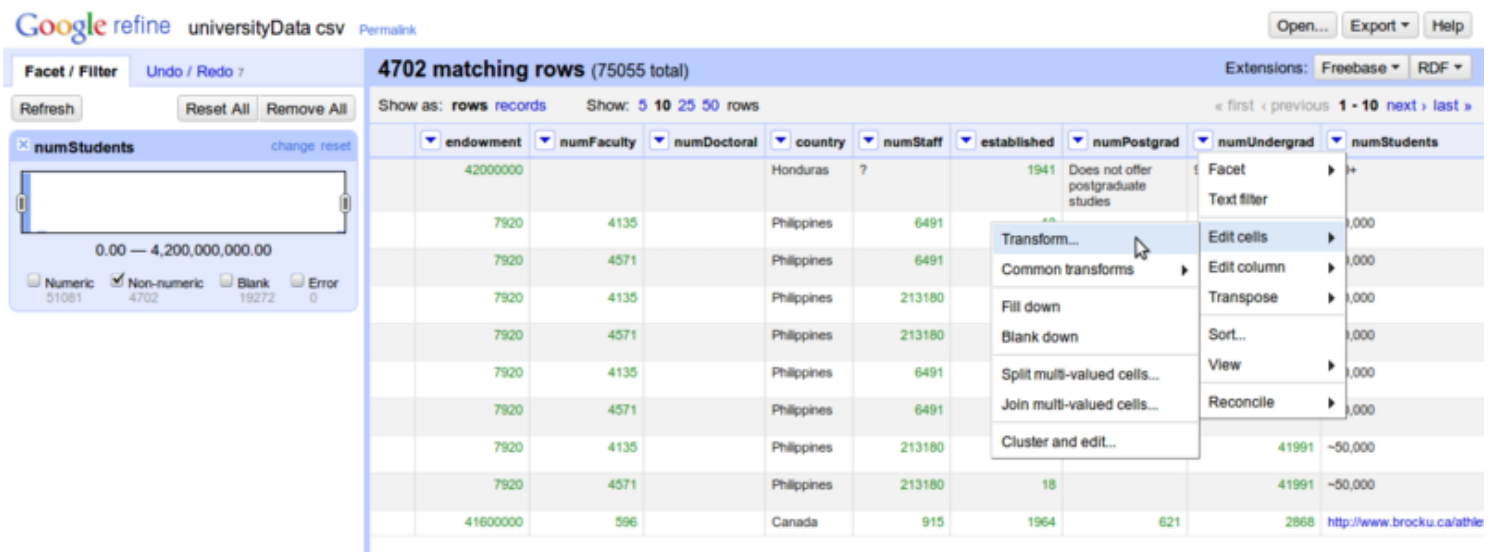 Google refine universityData csv Permalink Open... Export Help
Facet / Filter Undo / Redo 7
4702 matching rows (75055 total) Extensions: Freebase RDF
Refresh Reset All Remove All
Show as: rows records Show: 5 10 25 50 rows « first ‹ previous 1 - 10 next › last »
numStudents change reset
0.00 — 4,200,000,000.00
Numeric Non-numeric Blank Error
51081 4702 19272 0
endowment numFaculty numDoctoral country numStaff established numPostgrad numUndergrad numStudents
42000000 Honduras ? 1941 Does not offer
postgraduate
studies
7920 4135 Philippines 6491 ,000
7920 4571 Philippines 6491 ,000
7920 4135 Philippines 213180 ,000
7920 4571 Philippines 213180 ,000
7920 4135 Philippines 6491 ,000
7920 4571 Philippines 6491 ,000
7920 4135 Philippines 213180 41991 ~50,000
7920 4571 Philippines 213180 18 41991 ~50,000
41600000 596 Canada 915 1964 621 2868 http://www.brocku.ca/athle
Facet
Text filter
Edit cells
Edit column
Transpose
Sort...
View
Reconcile
Transform...
Common transforms
Fill down
Blank down
Split multi-valued cells...
Join multi-valued cells...
Cluster and edit...